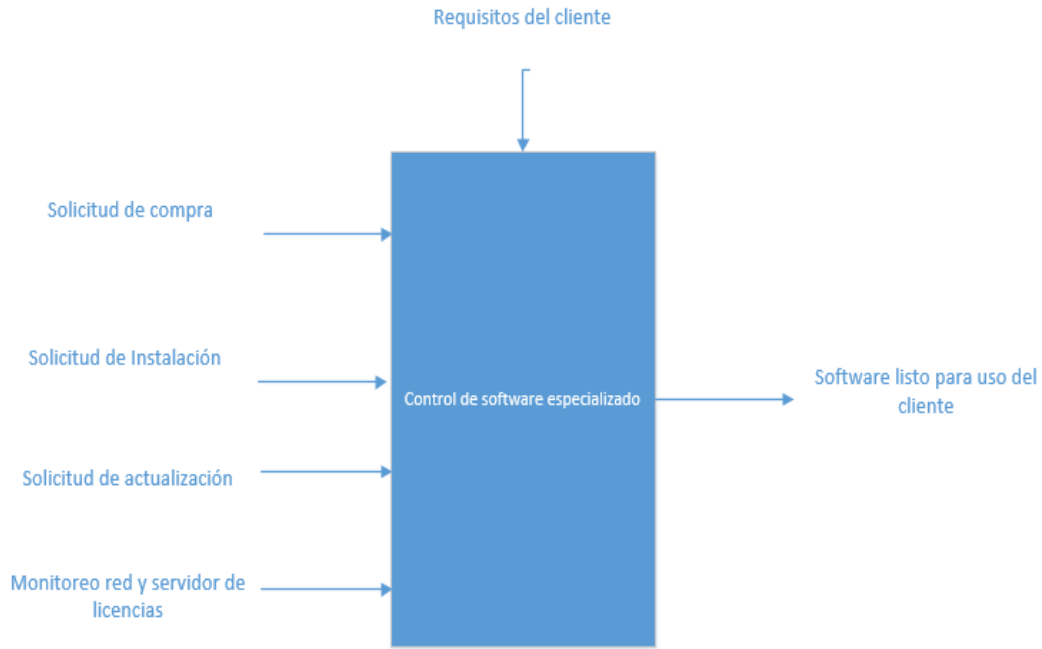 Requisitos del cliente
Solicitud de compra
Solicitud de Instalación
Control de software especializado
Software listo para uso del
cliente
Solicitud de actualización
Monitoreo red y servidor de
licencias